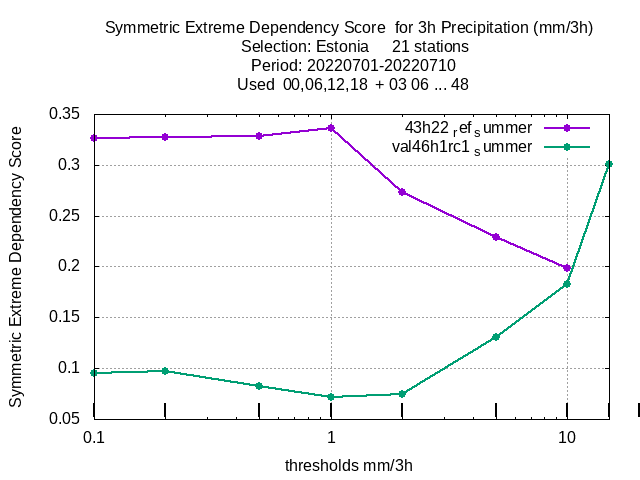 Symmetric Extreme Dependency Score for 3h Precipitation (mm/3h)
Selection: Estonia 21 stations
Period: 20220701-20220710
Used 00,06,12,18 + 03 06 ... 48
43h22 ref summer
val46h1rc1 summer
0.35
0.3
0.25
0.2
0.15
0.1
0.05
Symmetric Extreme Dependency Score
0.1 1 10
thresholds mm/3h